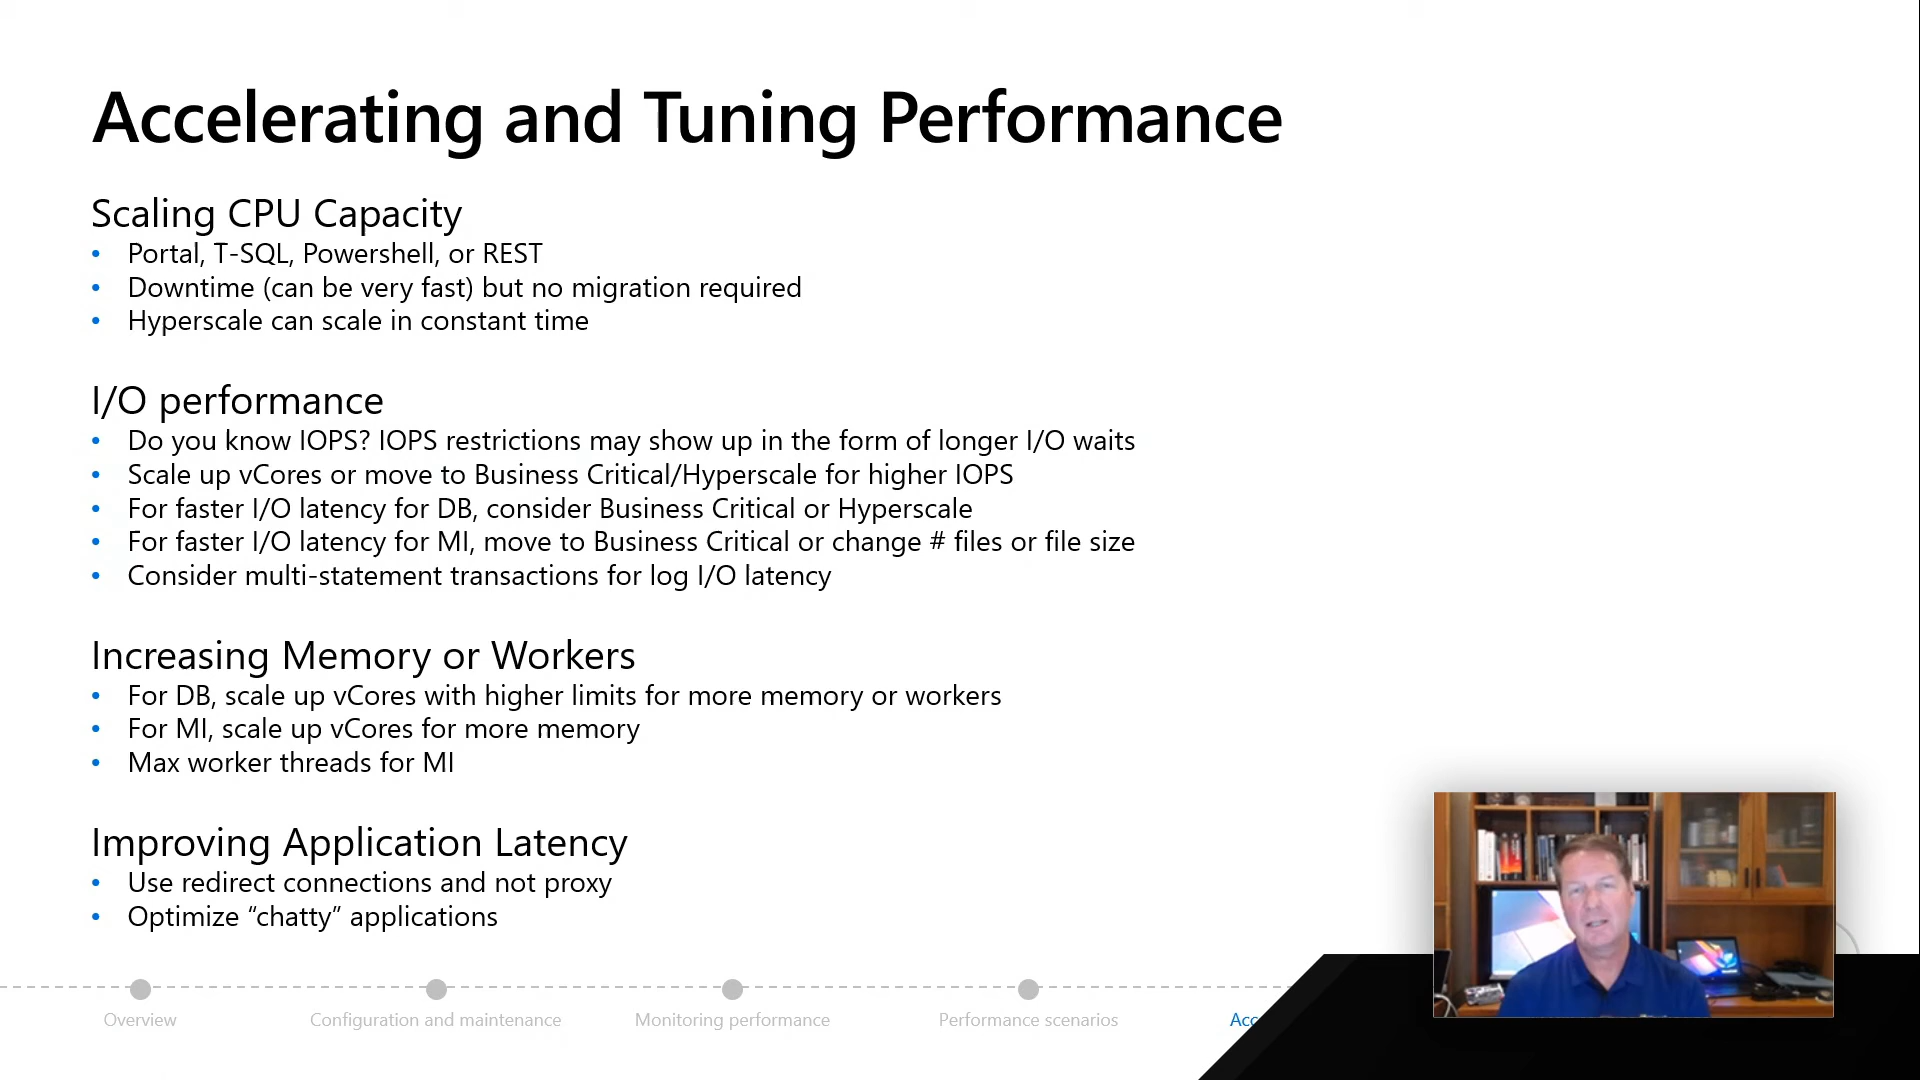 Accelerating and Tuning Performance
Scaling CPU Capacity
• Portal, T-SQL, Powershell, or REST
• Downtime (can be very fast) but no migration required
• Hyperscale can scale in constant time
I/O performance
• Do you know IOPS? IOPS restrictions may show up in the form of longer I/O waits
• Scale up vCores or move to Business Critical/Hyperscale for higher IOPS
• For faster I/O latency for DB, consider Business Critical or Hyperscale
• For faster I/O latency for MI, move to Business Critical or change # files or file size
• Consider multi-statement transactions for log I/O latency
Increasing Memory or Workers
• For DB, scale up vCores with higher limits for more memory or workers
• For MI, scale up vCores for more memory
• Max worker threads for MI
Improving Application Latency
• Use redirect connections and not proxy
• Optimize “chatty” applications
Overview
Configuration and maintenance
Monitoring performance
Performance scenarios
Acc